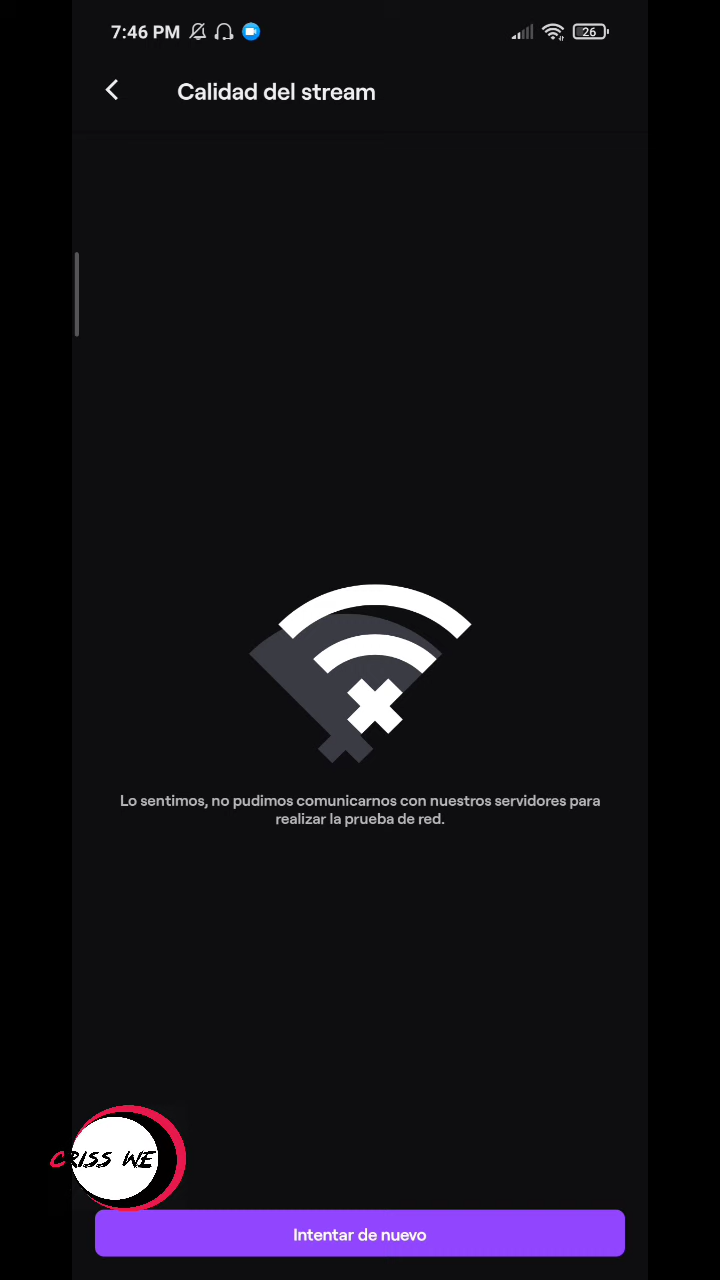 7:46 PM
26
Calidad del stream
Lo sentimos, no pudimos comunicarnos con nuestros servidores para
realizar la prueba de red.
CRISS WE
Intentar de nuevo